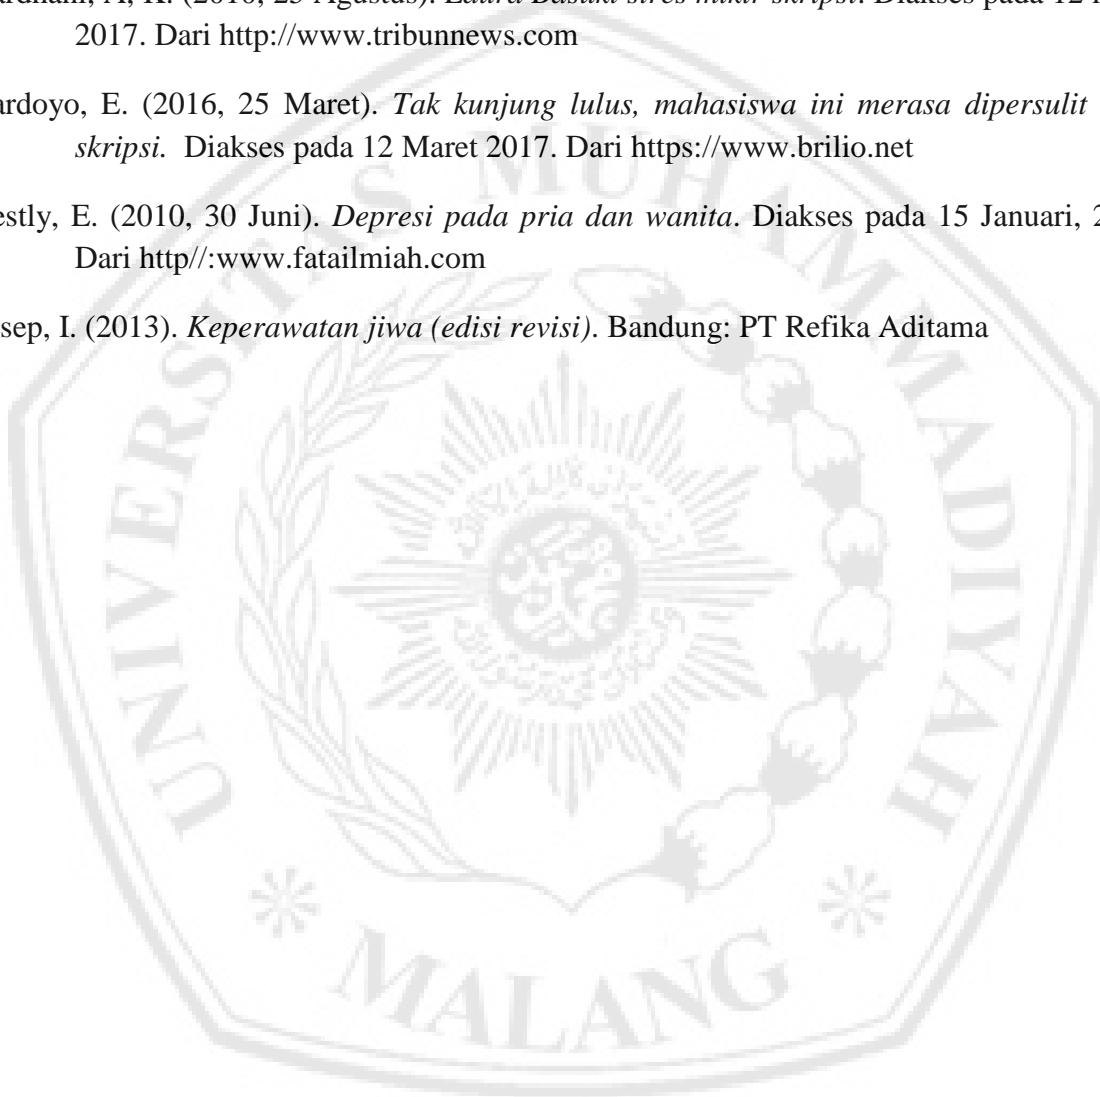 2017. Dari http://www.tribunnews.com
ardoyo, E. (2016, 25 Maret). Tak kunjung lulus, mahasiswa ini merasa dipersulit
skripsi. Diakses pada 12 Maret 2017. Dari https://www.brilio.net
estly, E. (2010, 30 Juni). Depresi pada pria dan wanita. Diakses pada 15 Januari, 2
Dari http//:www.fatailmiah.com
sep, I. (2013). Keperawatan jiwa (edisi revisi). Bandung: PT Refika Aditama
UNIVERSITAS MUHAMMADIYAH
MALANG